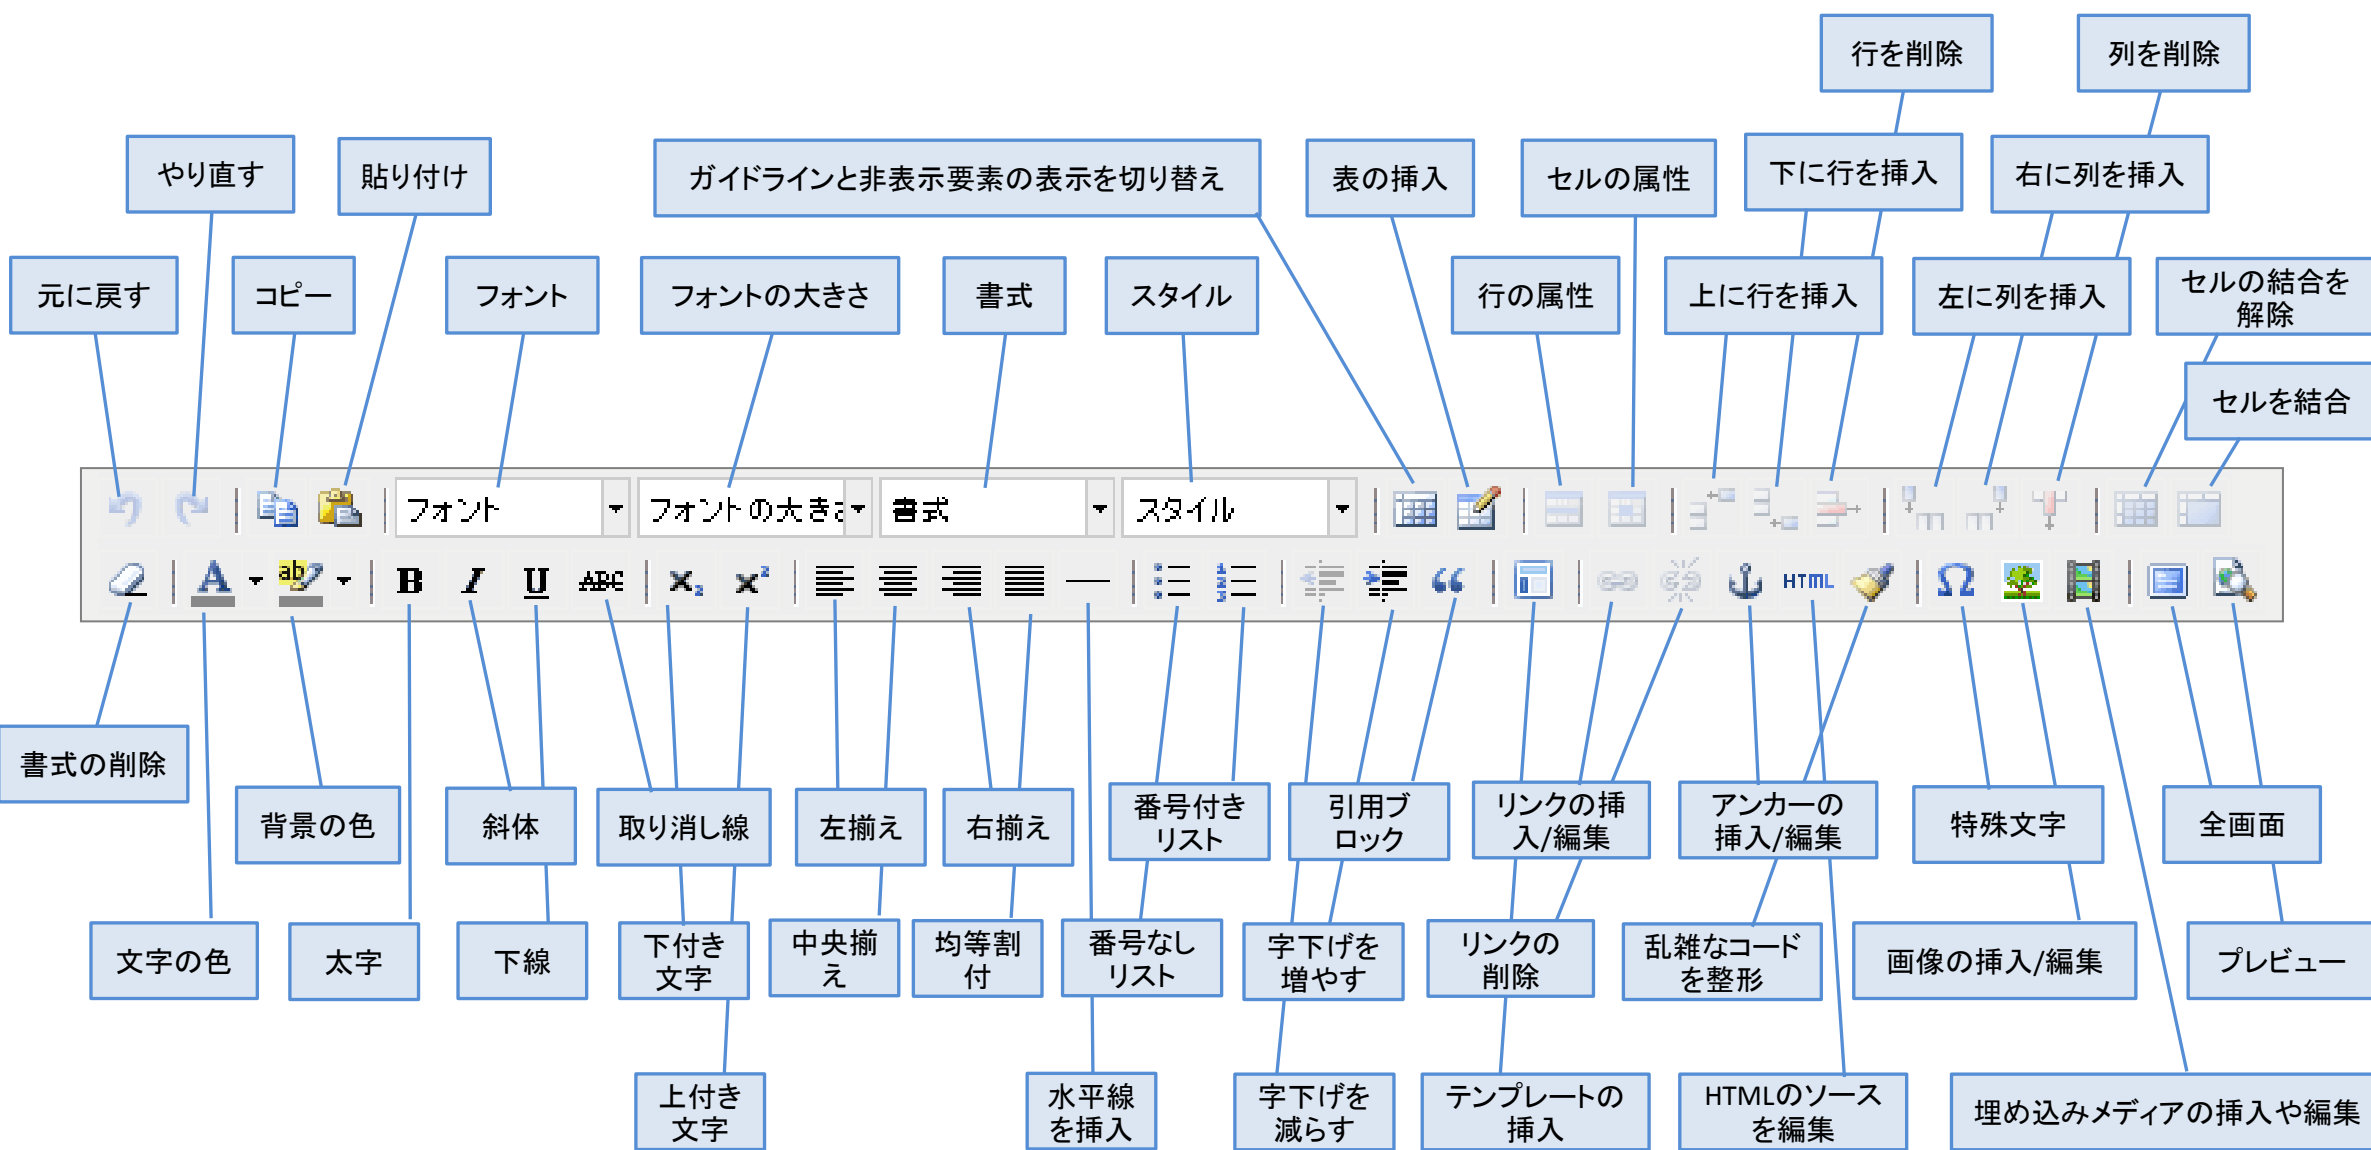 行を削除
列を削除
やり直す
貼り付け
ガイドラインと非表示要素の表示を切り替え
表の挿入
セルの属性
下に行を挿入
右に列を挿入
元に戻す
コピー
フォント
フォントの大きさ
書式
スタイル
行の属性
上に行を挿入
左に列を挿入
セルの結合を
解除
セルを結合
フォント
フォントの大きさ
書式
スタイル
A
ab
B
I
U
ABC
x₂
x²
1
2
3
“
HTML
Ω
書式の削除
背景の色
斜体
取り消し線
左揃え
右揃え
番号付き
リスト
引用ブ
ロック
リンクの挿
入/編集
アンカーの
挿入/編集
特殊文字
全画面
文字の色
太字
下線
下付き
文字
中央揃
え
均等割
付
番号なし
リスト
字下げを
増やす
リンクの
削除
乱雑なコード
を整形
画像の挿入/編集
プレビュー
上付き
文字
水平線
を挿入
字下げを
減らす
テンプレートの
挿入
HTMLのソース
を編集
埋め込みメディアの挿入や編集